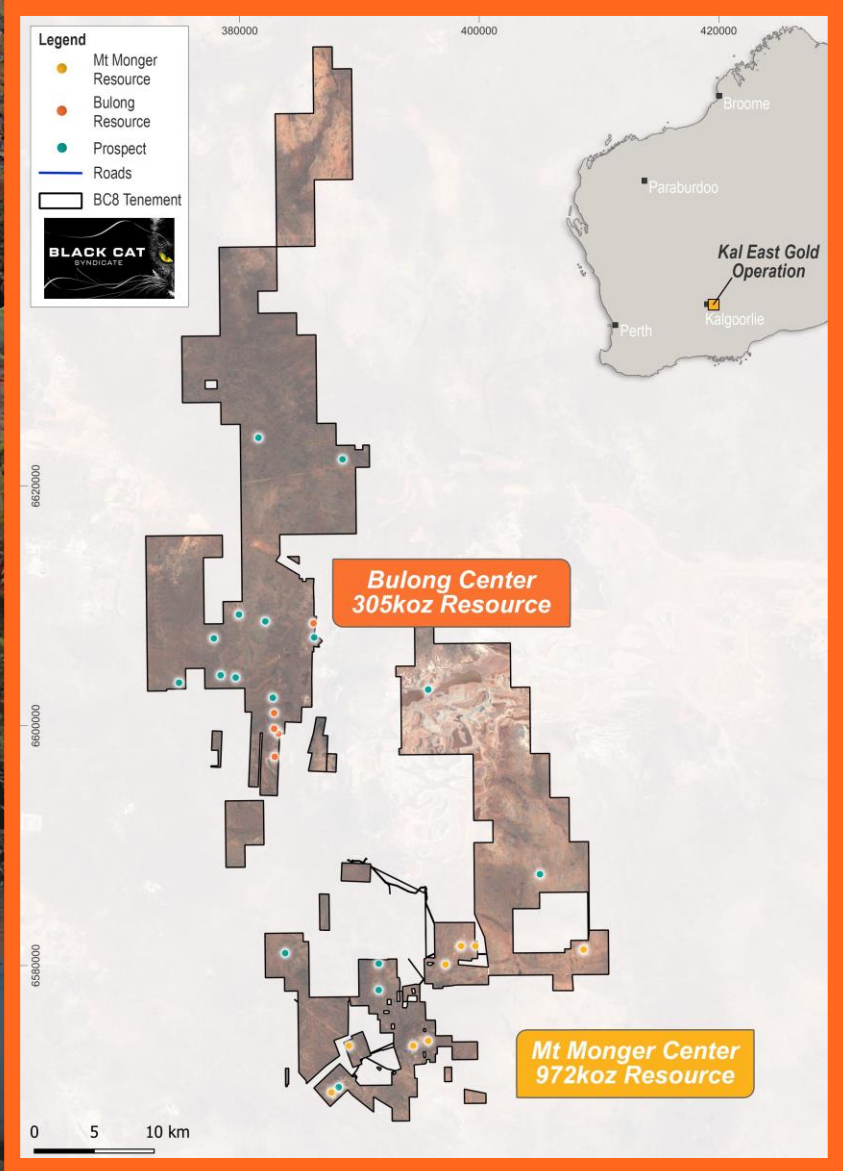 380000
400000
420000
Legend
Mt Monger
Resource
Bulong
Resource
Prospect
Roads
BC8 Tenement
BLACK CAT
SYNDICATE
Broome
Paraburdoo
Kal East Gold
Operation
Kalgoorlie
Perth
6620000
Bulong Center
305koz Resource
6600000
6580000
Mt Monger Center
972koz Resource
0 5 10 km